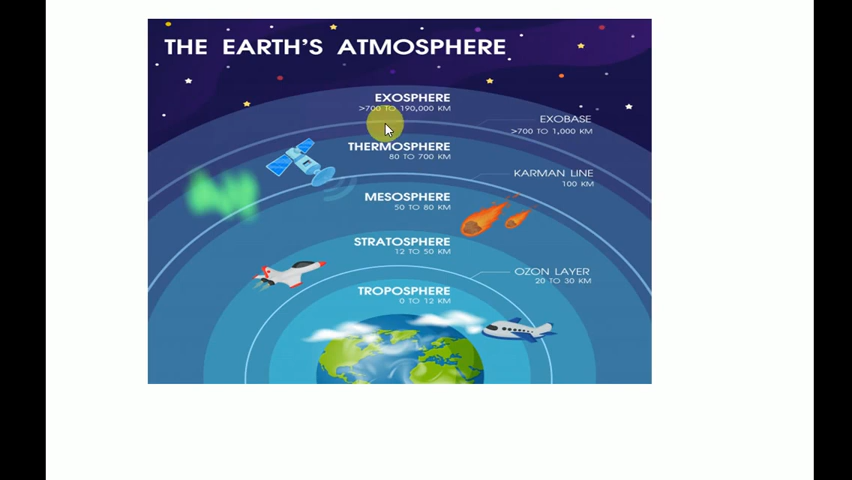 THE EARTH'S ATMOSPHERE
EXOSPHERE
>700 TO 190,000 KM
EXOBASE
>700 TO 1,000 KM
THERMOSPHERE
80 TO 700 KM
KARMAN LINE
100 KM
MESOSPHERE
50 TO 80 KM
STRATOSPHERE
12 TO 50 KM
OZON LAYER
20 TO 30 KM
TROPOSPHERE
0 TO 12 KM